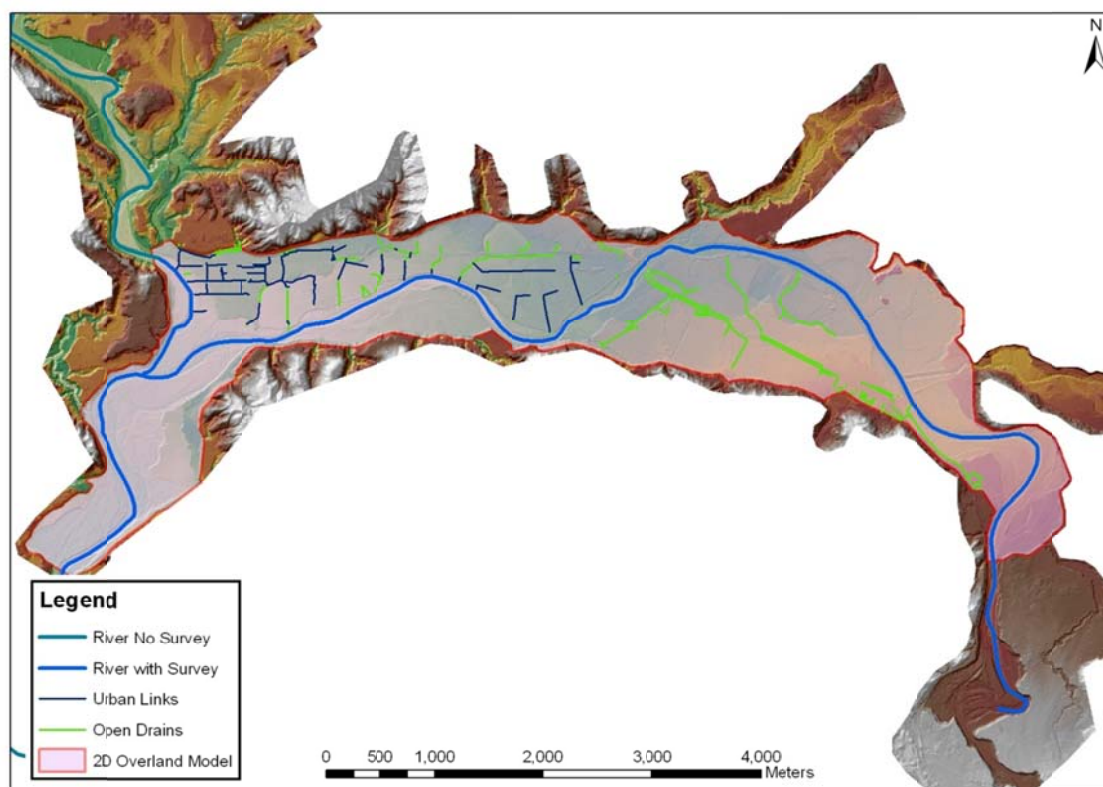 N
Legend
River No Survey
River with Survey
Urban Links
Open Drains
2D Overland Model
0 500 1,000 2,000 3,000 4,000
Meters